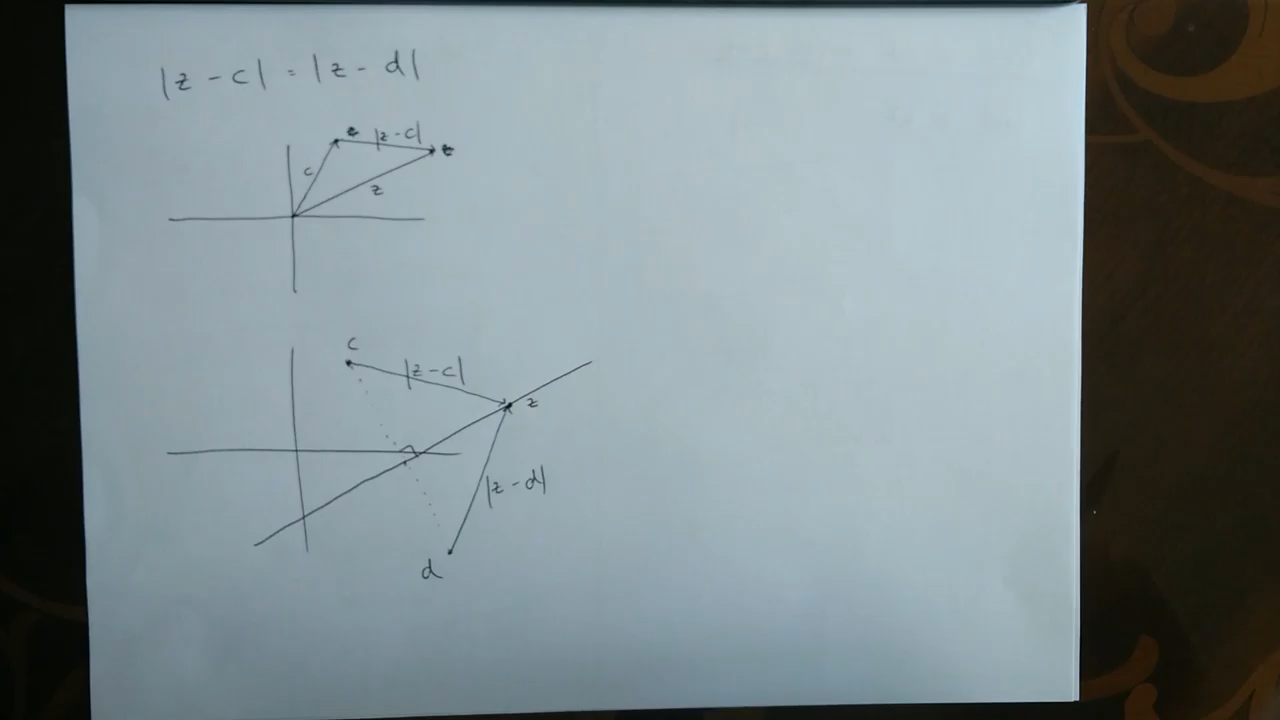 |z - c| = |z - d|
|z-c|
c
z
c
|z-c|
z
|z-d|
d